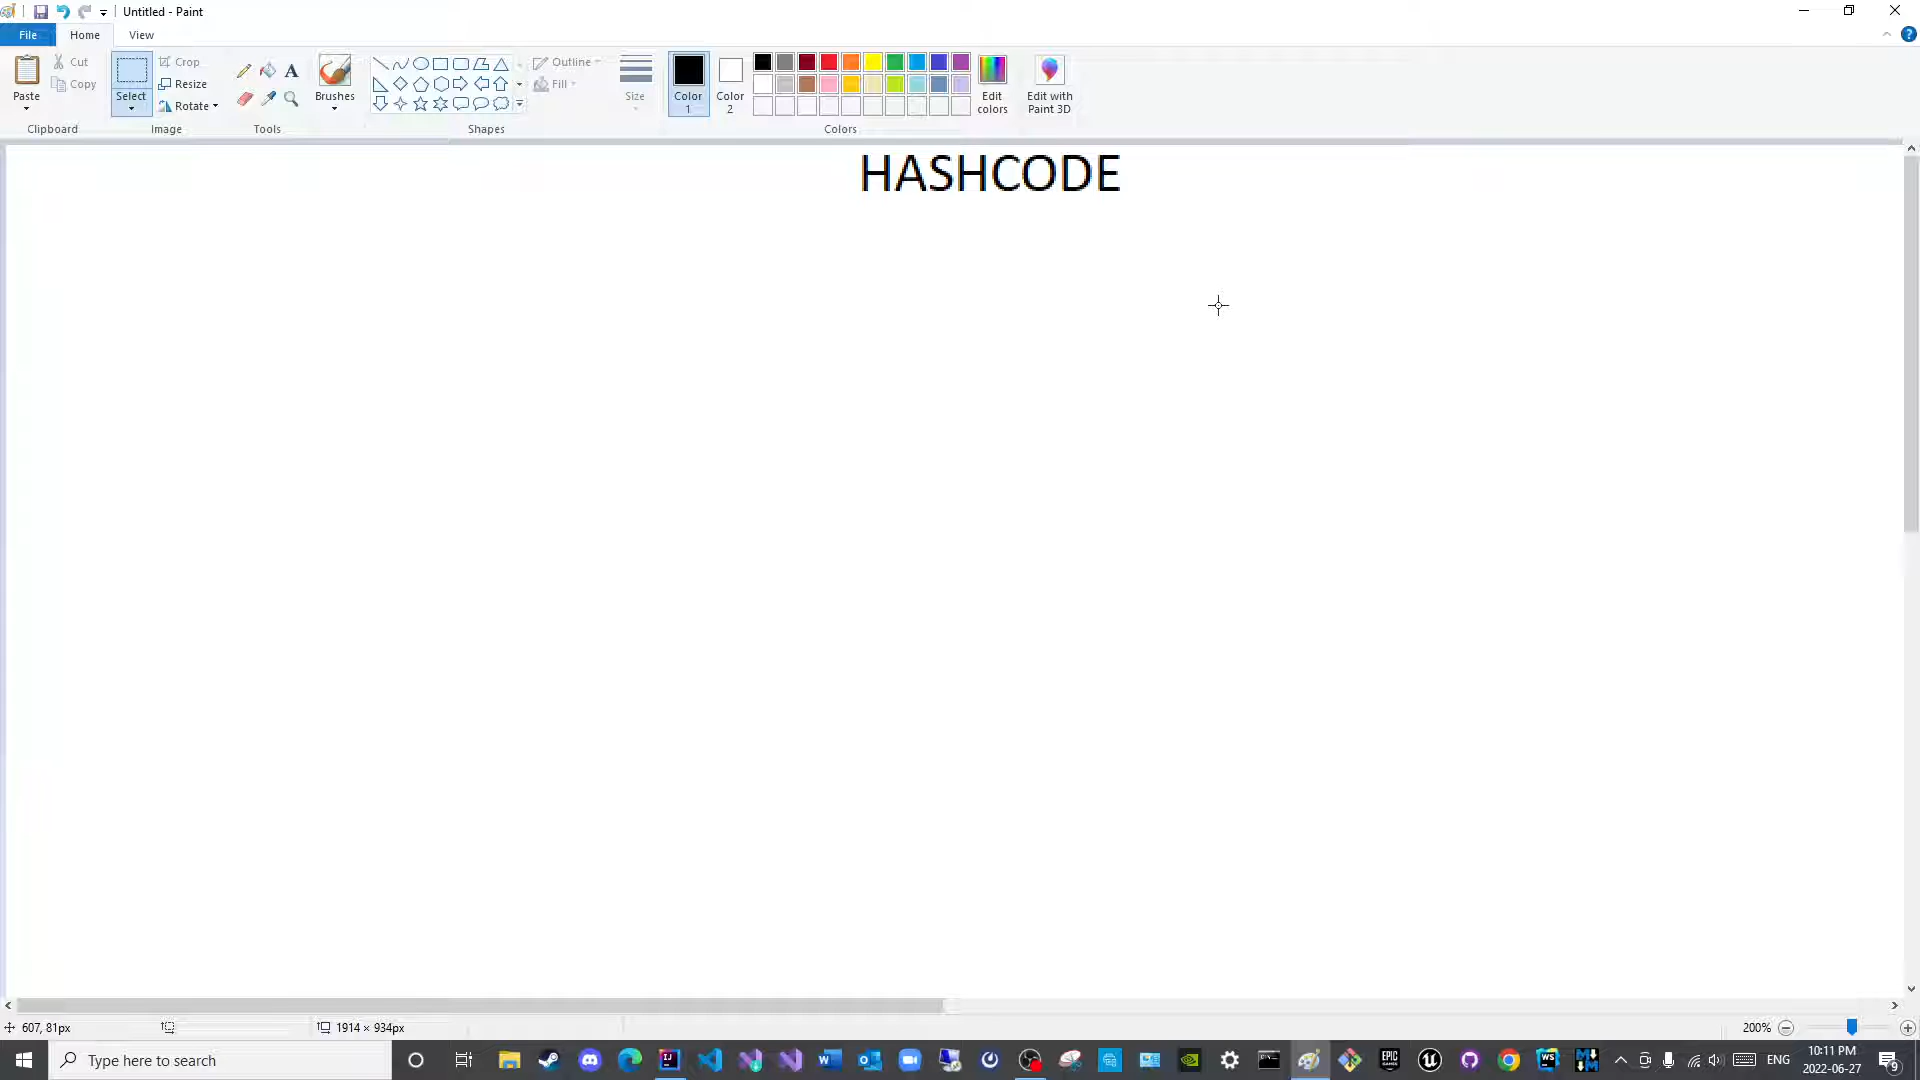 Untitled - Paint
File Home View
Paste
Cut
Copy
Clipboard
Select
Crop
Resize
Rotate
Image
Tools
Brushes
Shapes
Outline
Fill
Size
Color 1
Color 2
Edit colors
Edit with Paint 3D
Colors
HASHCODE
607, 81px
1914 × 934px
200%
Type here to search
ENG
10:11 PM
2022-06-27